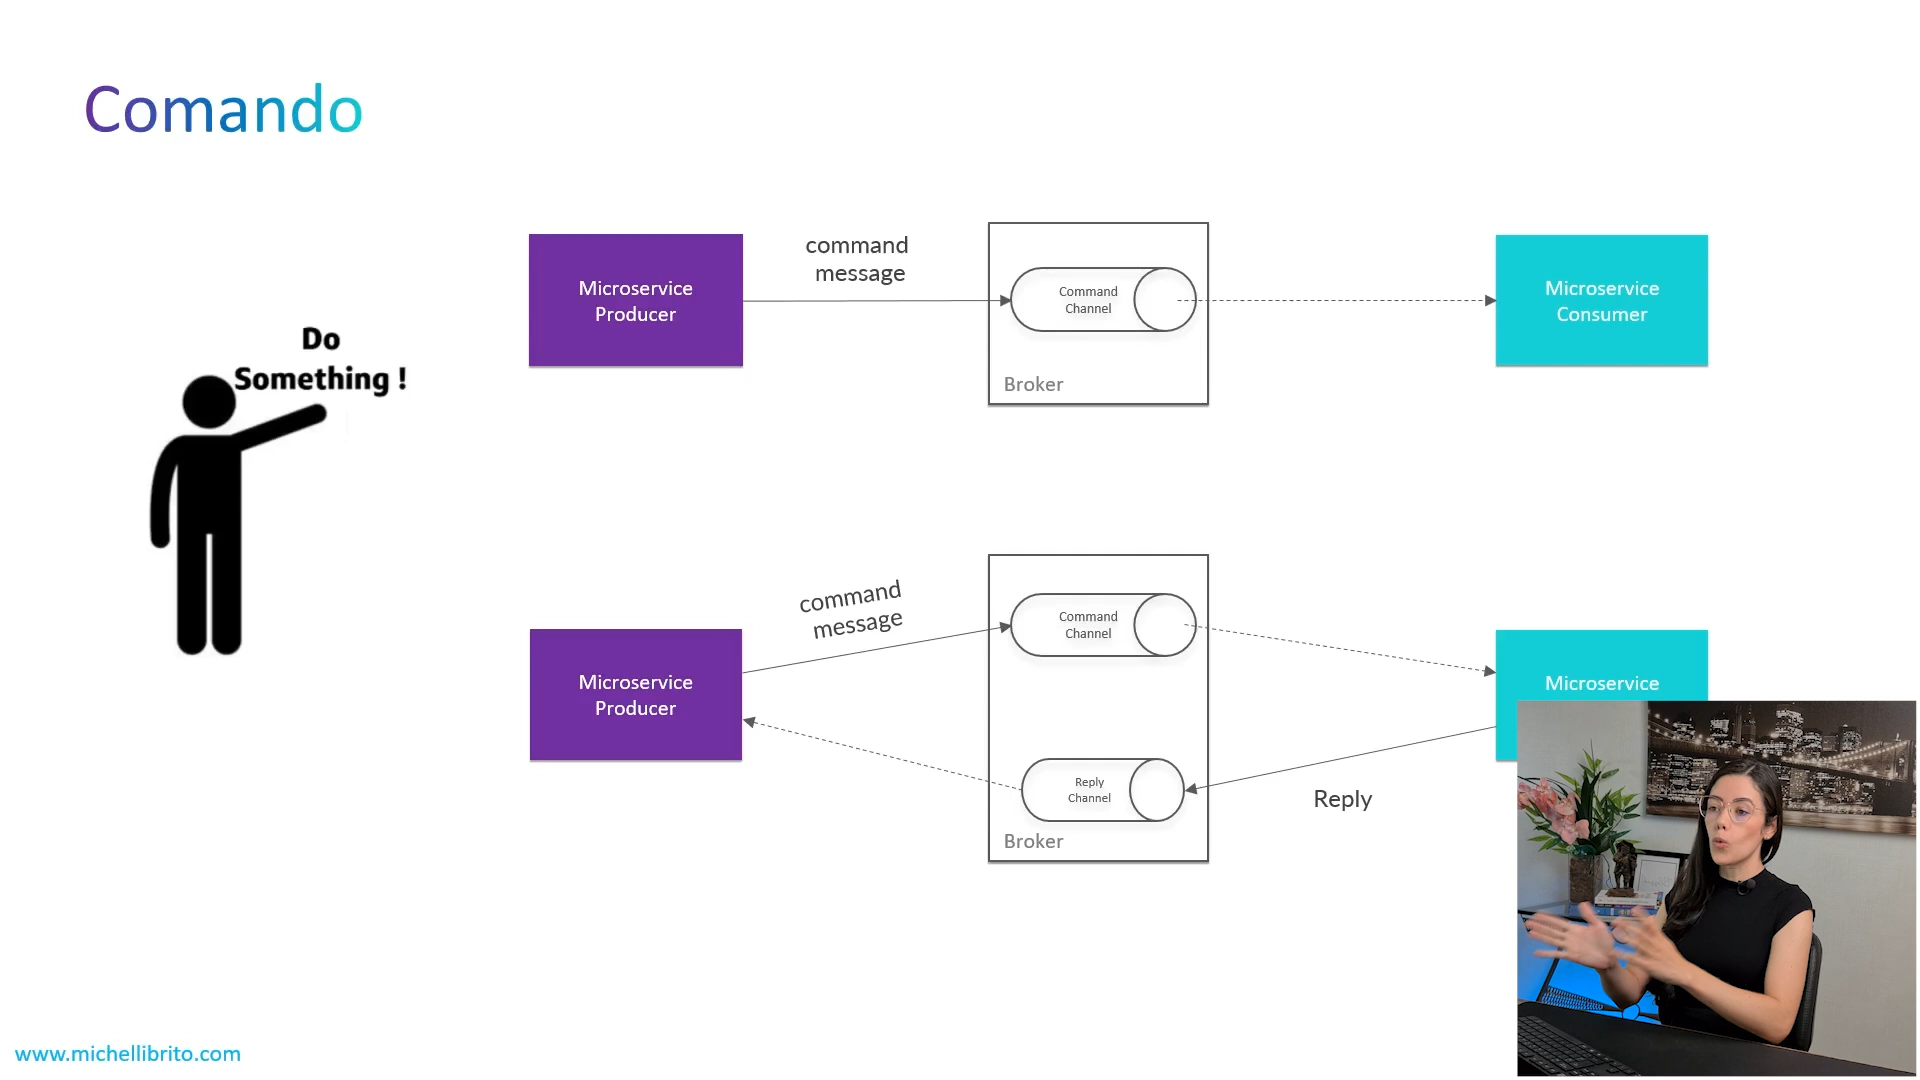 Comando
Do
Something !
Microservice
Producer
command
message
Command
Channel
Broker
Microservice
Consumer
Microservice
Producer
command
message
Command
Channel
Reply
Channel
Broker
Reply
Microservice
www.michellibrito.com